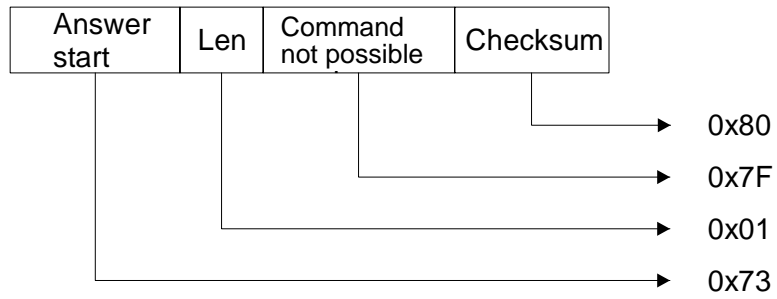 Answer
start
Len
Command
not possible
Checksum
0x80
0x7F
0x01
0x73